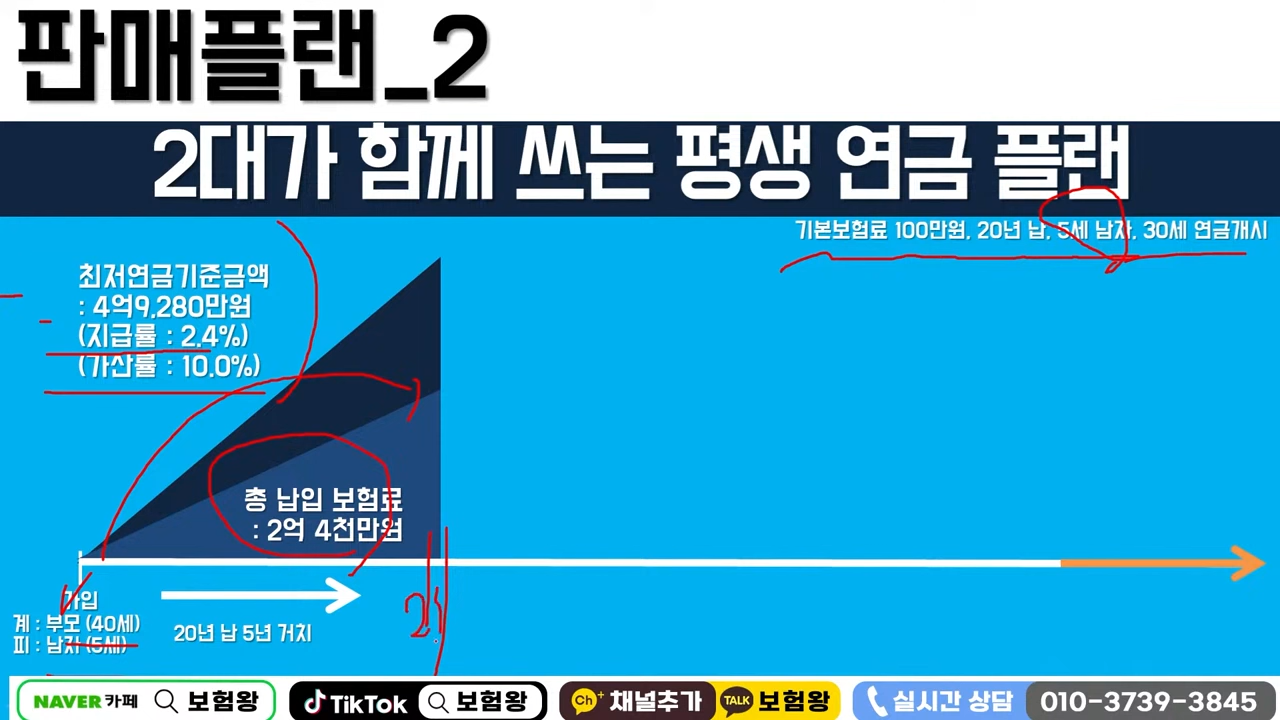 판매플랜_2
2대가 함께 쓰는 평생 연금 플랜
기본보험료 100만원, 20년 납, 5세 남자, 30세 연금개시
최저연금기준금액
: 4억9,280만원
(지급률 : 2.4%)
(가산률 : 10.0%)
총 납입 보험료
: 2억 4천만원
가입
계 : 부모 (40세)
피 : 남자 (5세)
20년 납 5년 거치
NAVER 카페 보험왕
TikTok 보험왕
Ch+ 채널추가 TALK 보험왕
실시간 상담 010-3739-3845